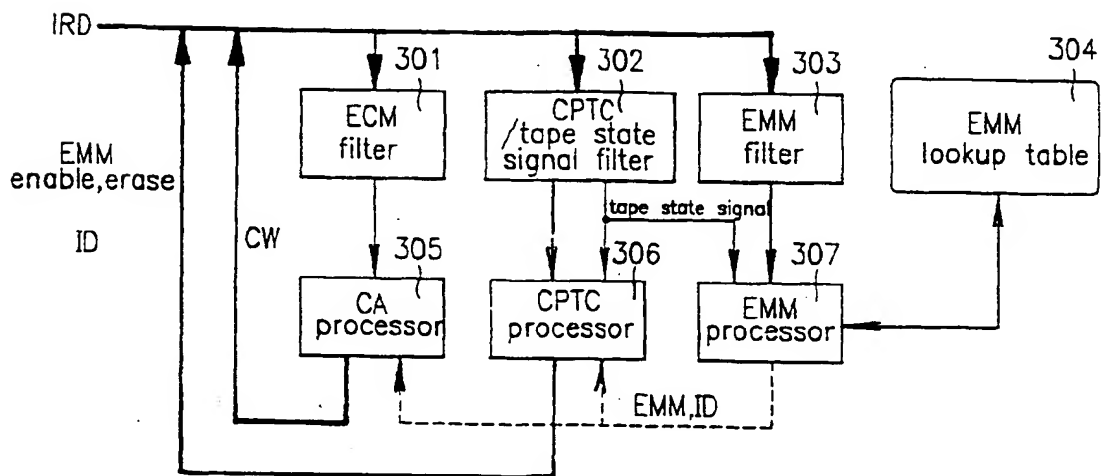 IRD
301
302
303
304
ECM
filter
CPTC
/tape state
signal filter
EMM
filter
EMM
lookup table
EMM
enable,erase
ID
CW
tape state signal
305
306
307
CA
processor
CPTC
processor
EMM
processor
EMM,ID